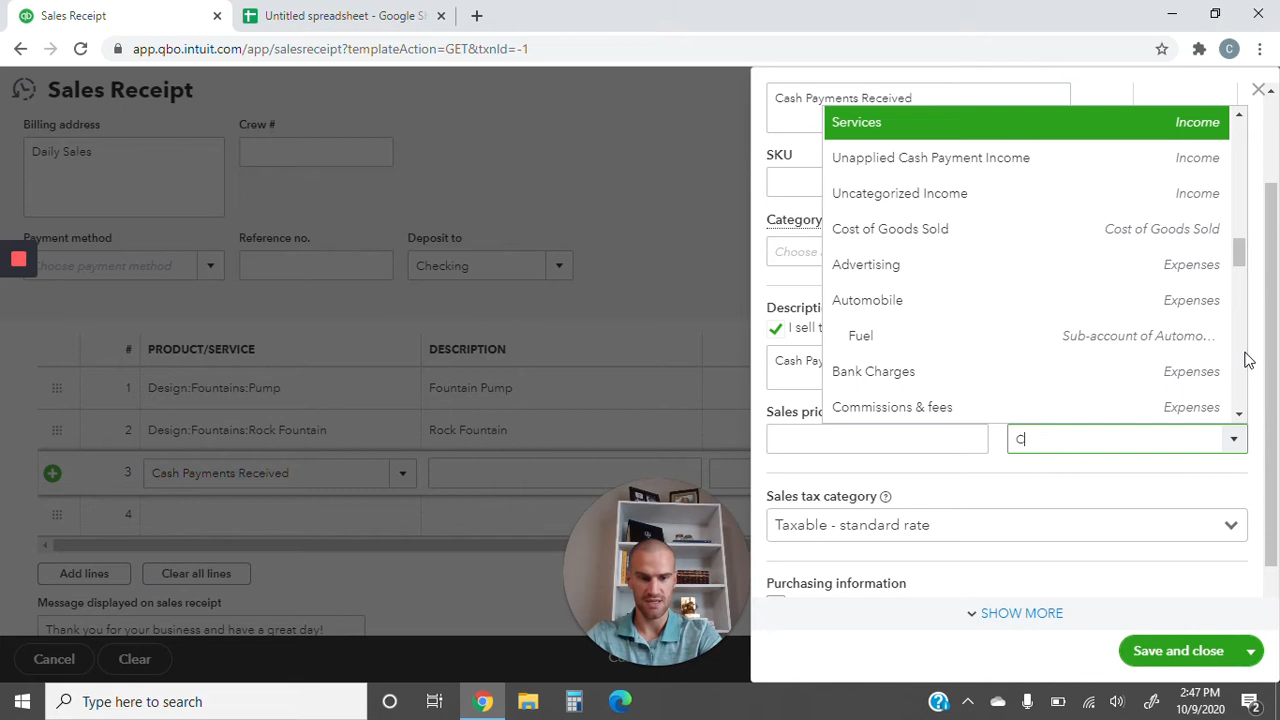 Sales Receipt
Untitled spreadsheet - Google Sh
app.qbo.intuit.com/app/salesreceipt?templateAction=GET&txnId=-1
C
Sales Receipt
Billing address
Crew #
Daily Sales
Payment method
Reference no.
Deposit to
Choose payment method
Checking
# PRODUCT/SERVICE DESCRIPTION
1 Design:Fountains:Pump Fountain Pump
2 Design:Fountains:Rock Fountain Rock Fountain
3 Cash Payments Received
4
Add lines
Clear all lines
Message displayed on sales receipt
Thank you for your business and have a great day!
Cancel
Clear
Cash Payments Received
SKU
Category
Choose
Descripti
I sell t
Cash Pay
Sales pric
Services Income
Unapplied Cash Payment Income Income
Uncategorized Income Income
Cost of Goods Sold Cost of Goods Sold
Advertising Expenses
Automobile Expenses
Fuel Sub-account of Automo...
Bank Charges Expenses
Commissions & fees Expenses
C
Sales tax category
Taxable - standard rate
Purchasing information
SHOW MORE
Save and close
Type here to search
2:47 PM
10/9/2020
2